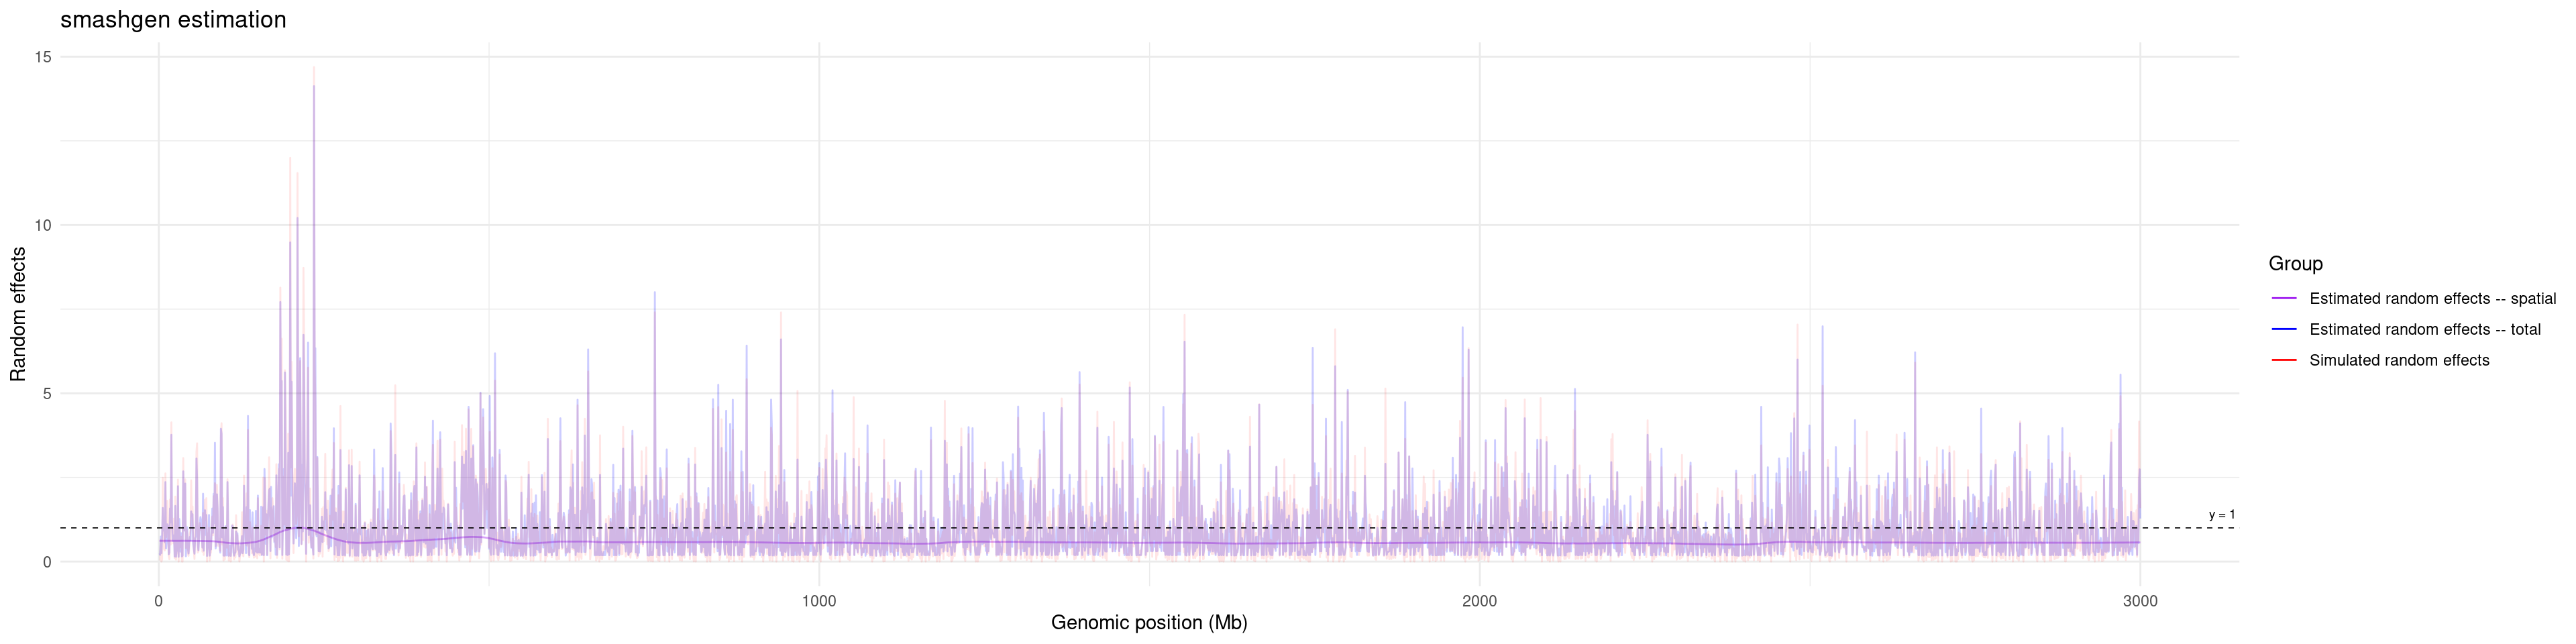 smashgen estimation
15
10
5
0
Random effects
y = 1
0
1000
2000
3000
Genomic position (Mb)
Group
Estimated random effects -- spatial
Estimated random effects -- total
Simulated random effects